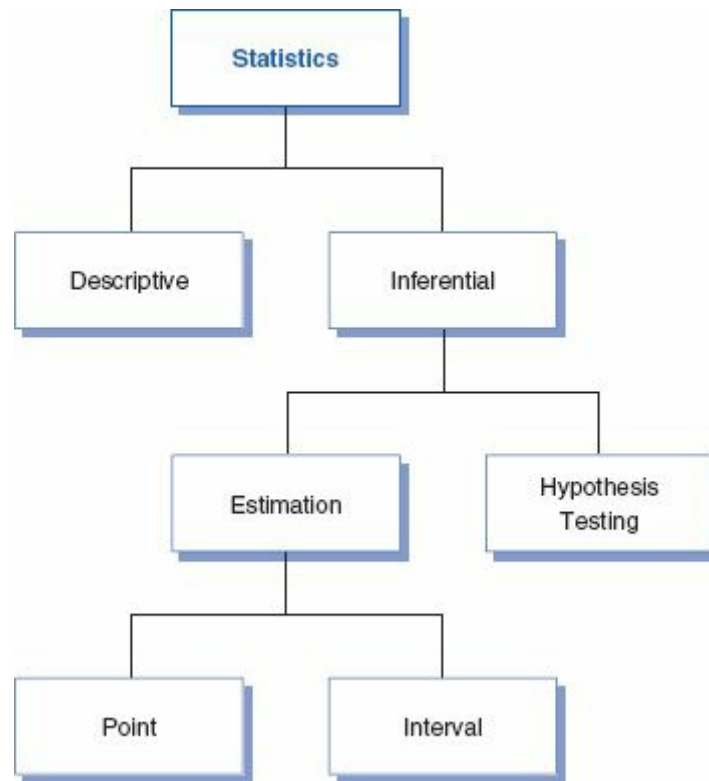 Statistics
Descriptive
Inferential
Estimation
Hypothesis
Testing
Point
Interval